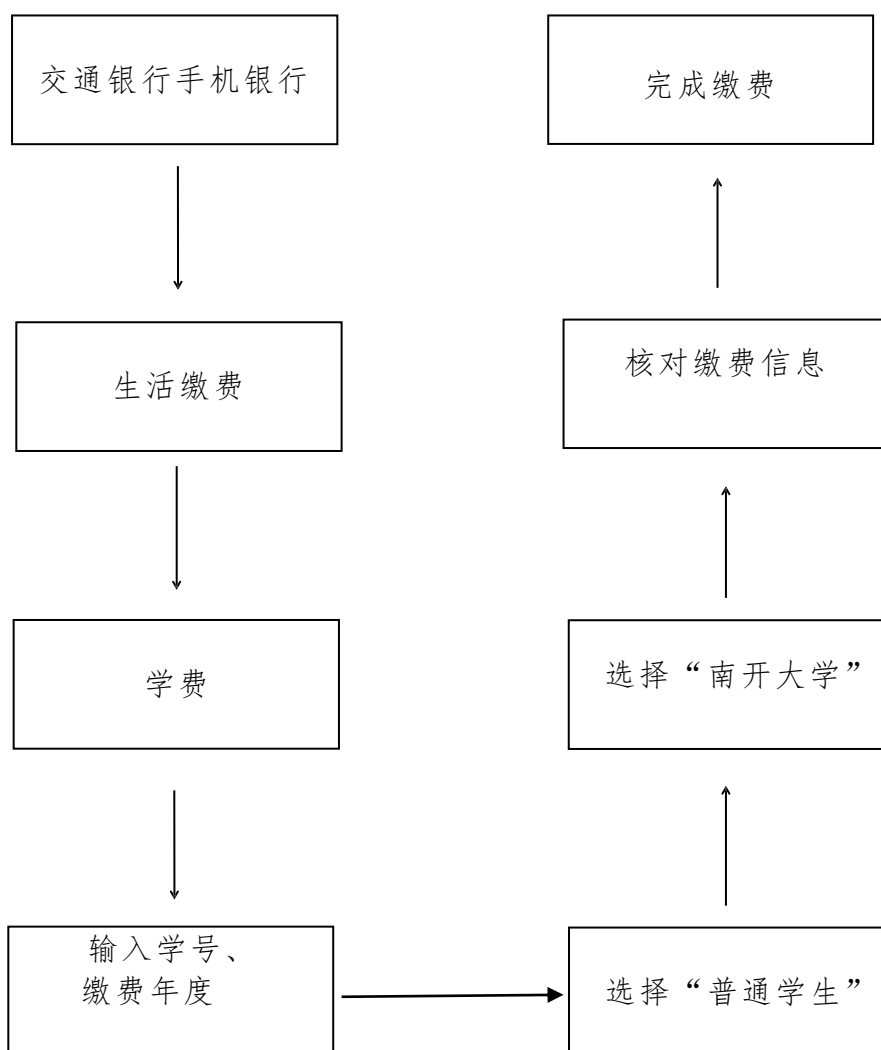 交通银行手机银行
生活缴费
学费
输入学号、
缴费年度
选择“普通学生”
选择“南开大学”
核对缴费信息
完成缴费